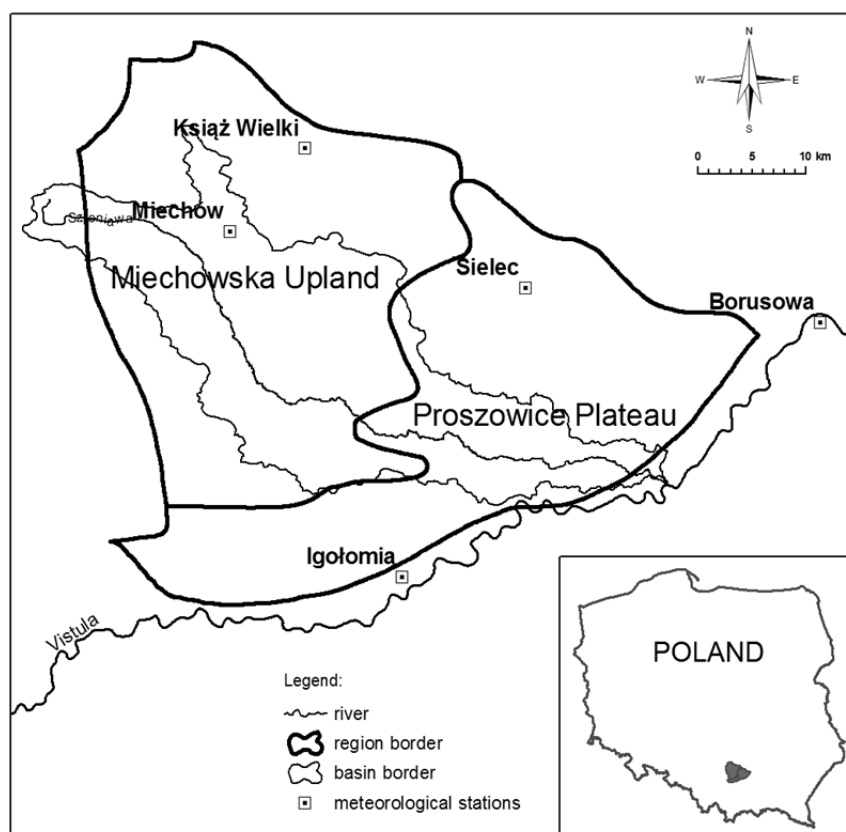 N
W E
S
0 5 10 km
Książ Wielki
Szreniawa
Miechów
Miechowska Upland
Sielec
Borusowa
Proszowice Plateau
Igołomia
Vistula
POLAND
Legend:
river
region border
basin border
meteorological stations